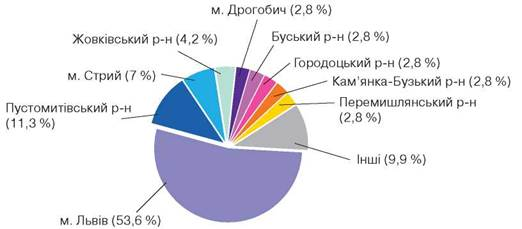 м. Дрогобич (2,8 %)
Буський р-н (2,8 %)
Жовківський р-н (4,2 %)
Городоцький р-н (2,8 %)
м. Стрий (7 %)
Кам’янка-Бузький р-н (2,8 %)
Пустомитівський р-н
(11,3 %)
Перемишлянський р-н
(2,8 %)
Інші (9,9 %)
м. Львів (53,6 %)